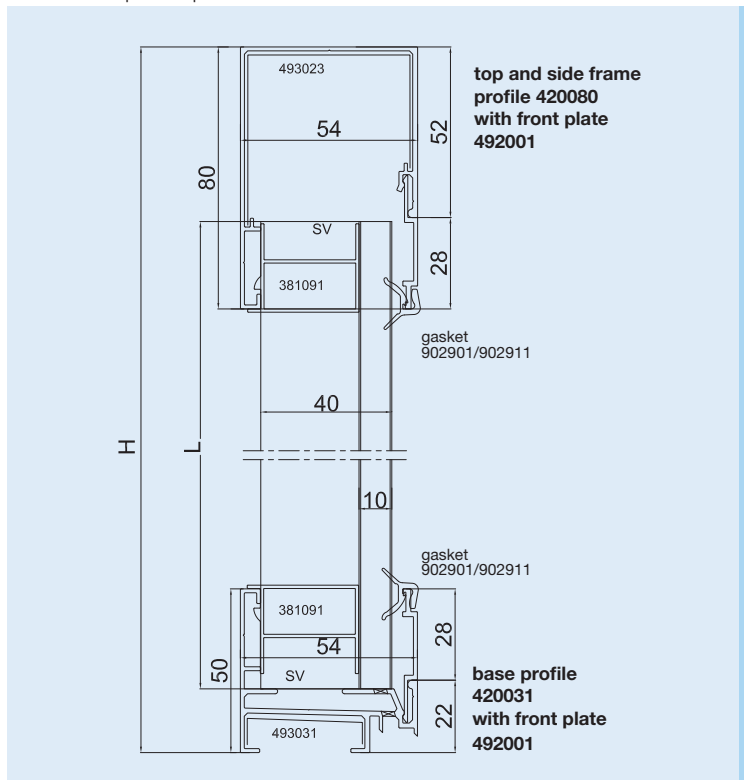 493023
top and side frame
profile 420080
with front plate
492001
54
52
80
SV
28
381091
gasket
902901/902911
40
H
L
10
gasket
902901/902911
381091
28
54
50
SV
base profile
420031
with front plate
492001
22
493031